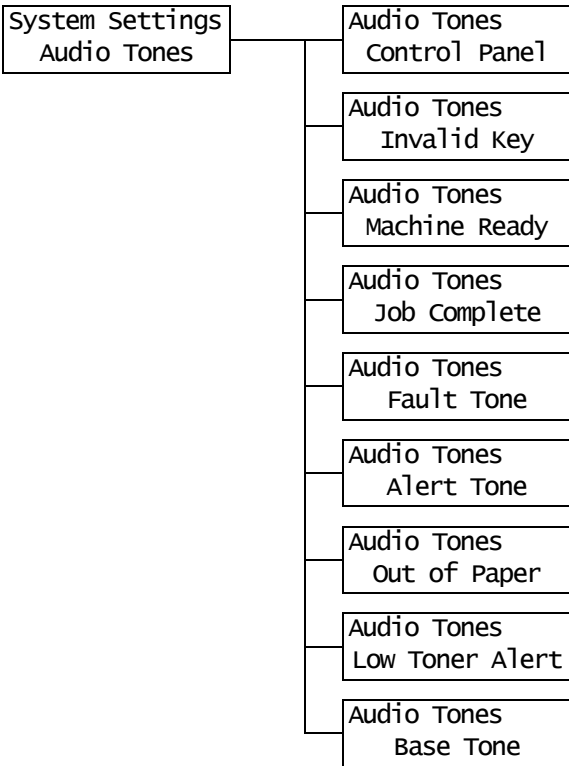 System Settings
Audio Tones
Audio Tones
Control Panel
Audio Tones
Invalid Key
Audio Tones
Machine Ready
Audio Tones
Job Complete
Audio Tones
Fault Tone
Audio Tones
Alert Tone
Audio Tones
Out of Paper
Audio Tones
Low Toner Alert
Audio Tones
Base Tone